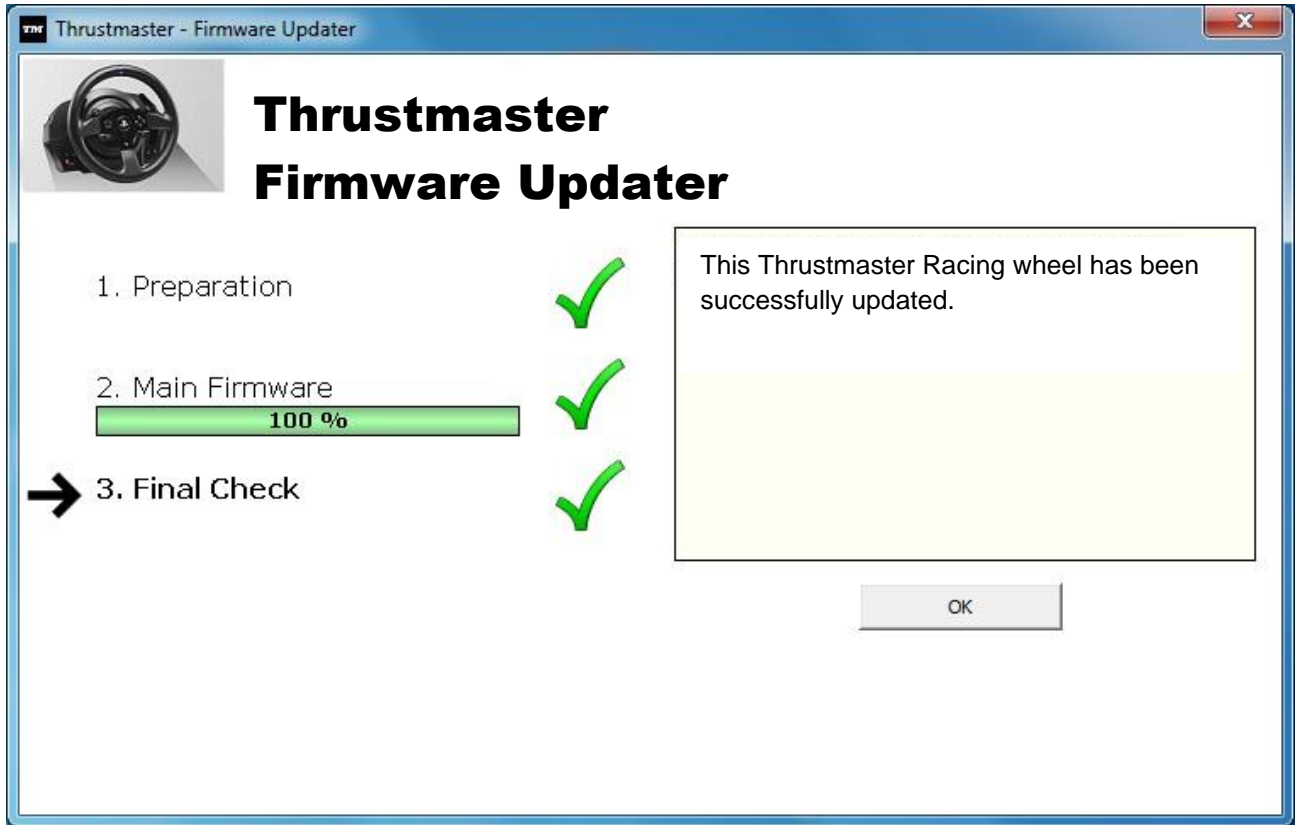 TM Thrustmaster - Firmware Updater
x
Thrustmaster
Firmware Updater
1. Preparation
2. Main Firmware
100 %
3. Final Check
This Thrustmaster Racing wheel has been
successfully updated.
OK